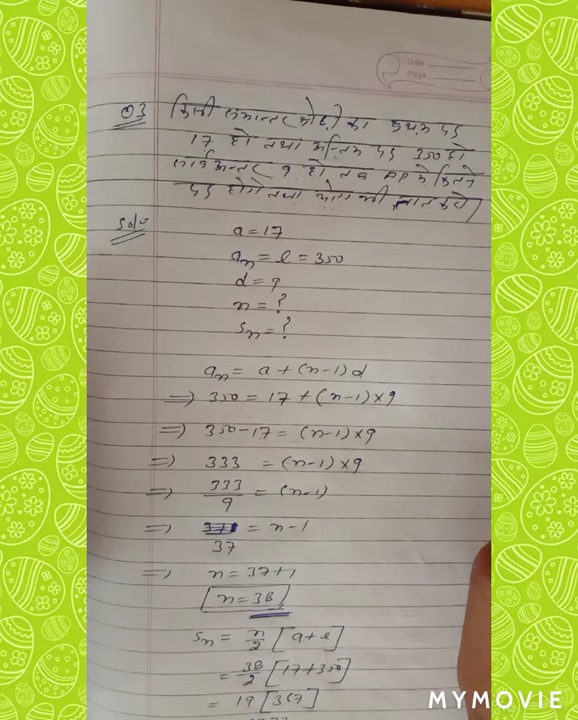 Date
Page
Q3 किसी समान्तर श्रेढ़ी का प्रथम पद
17 हो तथा अन्तिम पद 350 हो
सार्वअन्तर 9 हो तब AP में कितने
पद होंगे तथा योग भी ज्ञात करें।
Solⁿ
a = 17
aₙ = l = 350
d = 9
n = ?
Sₙ = ?
aₙ = a + (n-1) d
⇒ 350 = 17 + (n-1) × 9
⇒ 350-17 = (n-1) × 9
⇒ 333 = (n-1) × 9
⇒ 333/9 = (n-1)
⇒ = n-1
37
⇒ n = 37+1
n = 38
Sₙ = n/2 [a+l]
= 38/2 [17+350]
= 19 [367]
MYMOVIE